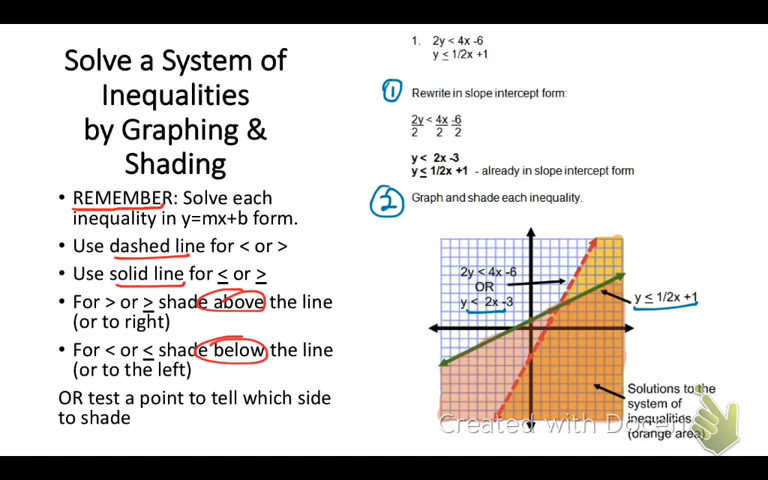 Solve a System of
Inequalities
by Graphing &
Shading
• REMEMBER: Solve each
inequality in y=mx+b form.
• Use dashed line for < or >
• Use solid line for ≤ or ≥
• For > or ≥ shade above the line
(or to right)
• For < or ≤ shade below the line
(or to the left)
OR test a point to tell which side
to shade
1. 2y < 4x -6
y ≤ 1/2x +1
1 Rewrite in slope intercept form:
2y < 4x -6
2 2 2
y < 2x -3
y ≤ 1/2x +1 - already in slope intercept form
2 Graph and shade each inequality.
2y < 4x -6
OR
y < 2x -3
y ≤ 1/2x +1
Solutions to the
system of
inequalities
(orange area)
Created with